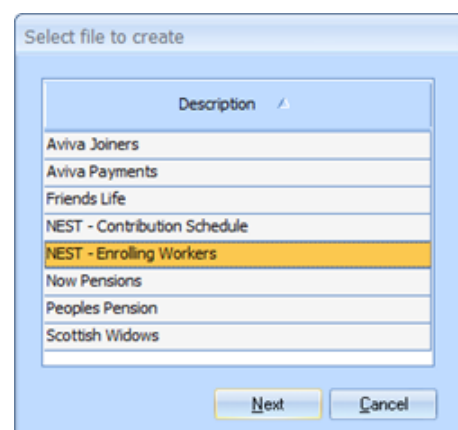 Select file to create
Description
Aviva Joiners
Aviva Payments
Friends Life
NEST - Contribution Schedule
NEST - Enrolling Workers
Now Pensions
Peoples Pension
Scottish Widows
Next Cancel